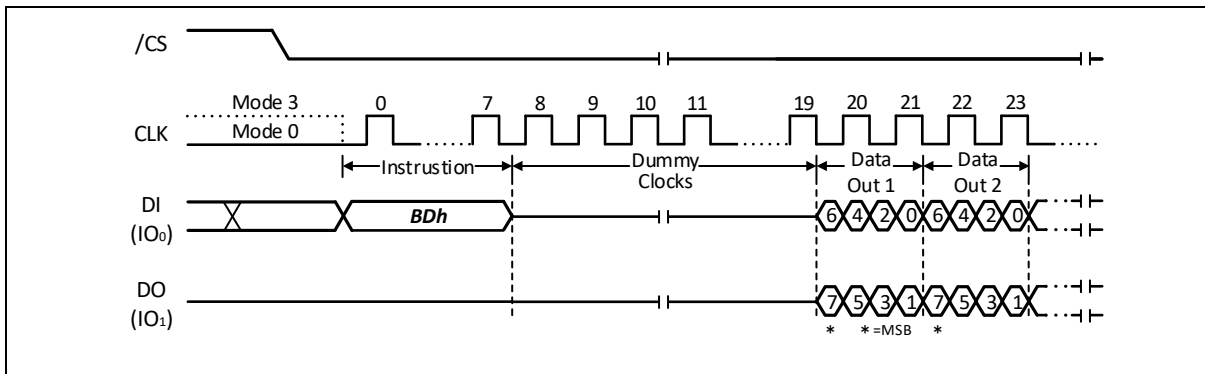 /CS
Mode 3 0 7 8 9 10 11 19 20 21 22 23
CLK Mode 0
Instrustion Dummy Clocks Data Out 1 Data Out 2
DI (IO0) BDh 6 4 2 0 6 4 2 0
DO (IO1) 7 5 3 1 7 5 3 1
* * =MSB *